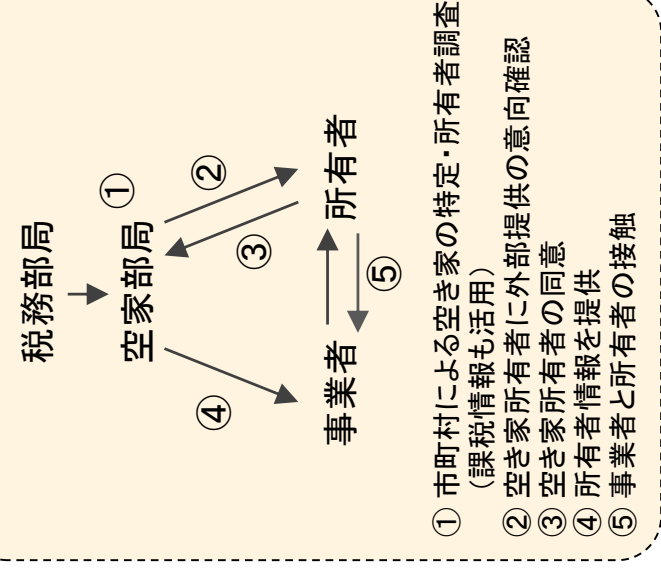 税務部局
空家部局
①
②
③
④
事業者
所有者
⑤
① 市町村による空き家の特定・所有者調査
（課税情報も活用）
② 空き家所有者に外部提供の意向確認
③ 空き家所有者の同意
④ 所有者情報を提供
⑤ 事業者と所有者の接触